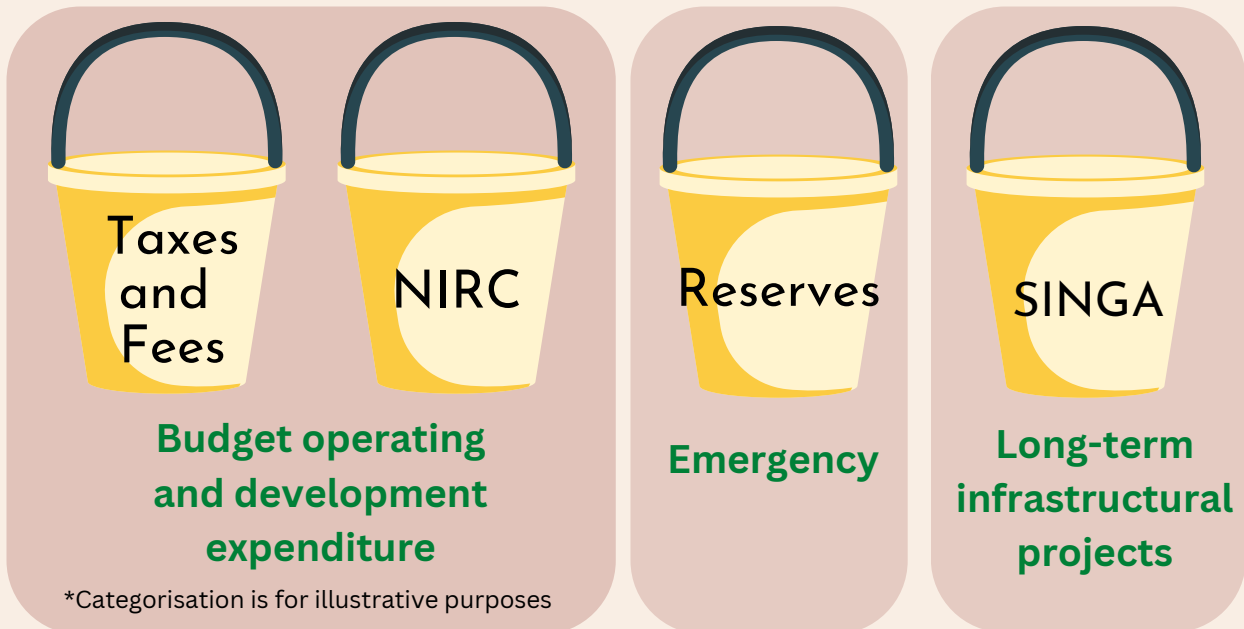 Taxes
and
Fees
NIRC
Budget operating
and development
expenditure
*Categorisation is for illustrative purposes
Reserves
Emergency
SINGA
Long-term
infrastructural
projects